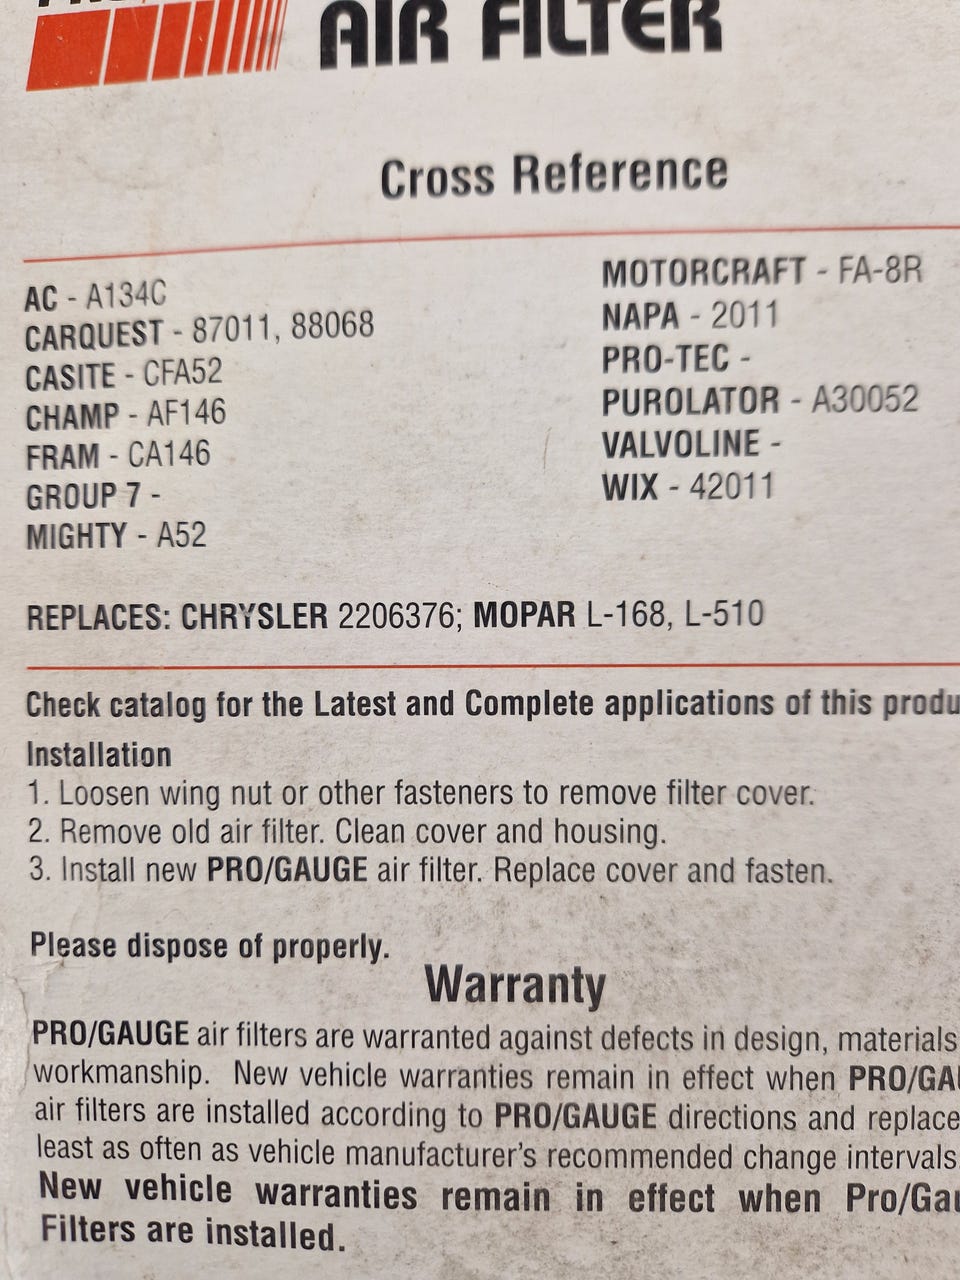 AIR FILTER
Cross Reference
AC - A134C
CARQUEST - 87011, 88068
CASITE - CFA52
CHAMP - AF146
FRAM - CA146
GROUP 7 -
MIGHTY - A52
MOTORCRAFT - FA-8R
NAPA - 2011
PRO-TEC -
PUROLATOR - A30052
VALVOLINE -
WIX - 42011
REPLACES: CHRYSLER 2206376; MOPAR L-168, L-510
Check catalog for the Latest and Complete applications of this produ
Installation
1. Loosen wing nut or other fasteners to remove filter cover.
2. Remove old air filter. Clean cover and housing.
3. Install new PRO/GAUGE air filter. Replace cover and fasten.
Please dispose of properly.
Warranty
PRO/GAUGE air filters are warranted against defects in design, materials
workmanship. New vehicle warranties remain in effect when PRO/GA
air filters are installed according to PRO/GAUGE directions and replace
least as often as vehicle manufacturer's recommended change intervals
New vehicle warranties remain in effect when Pro/Gau
Filters are installed.